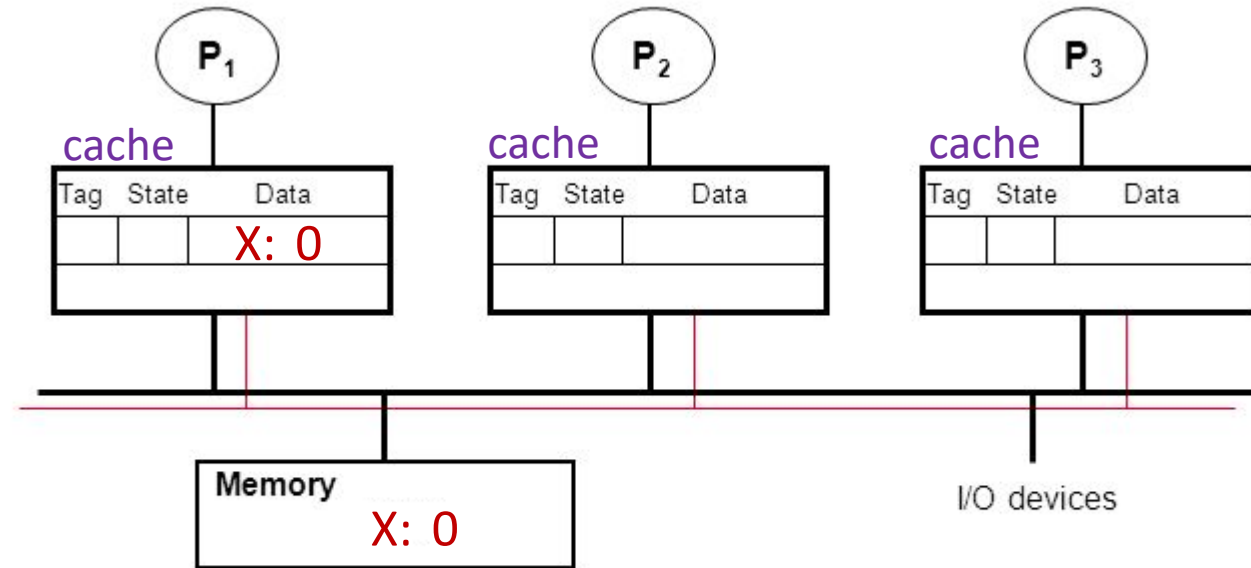 P₁
P₂
P₃
cache
cache
cache
Tag State Data
Tag State Data
Tag State Data
X: 0
Memory
X: 0
I/O devices